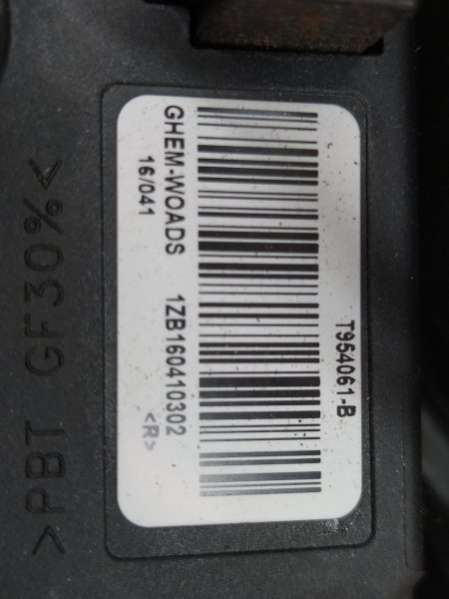 T954061-B
GHEM-WOADS 1ZB160410302
16/041 <R>
>PBT GF30%<